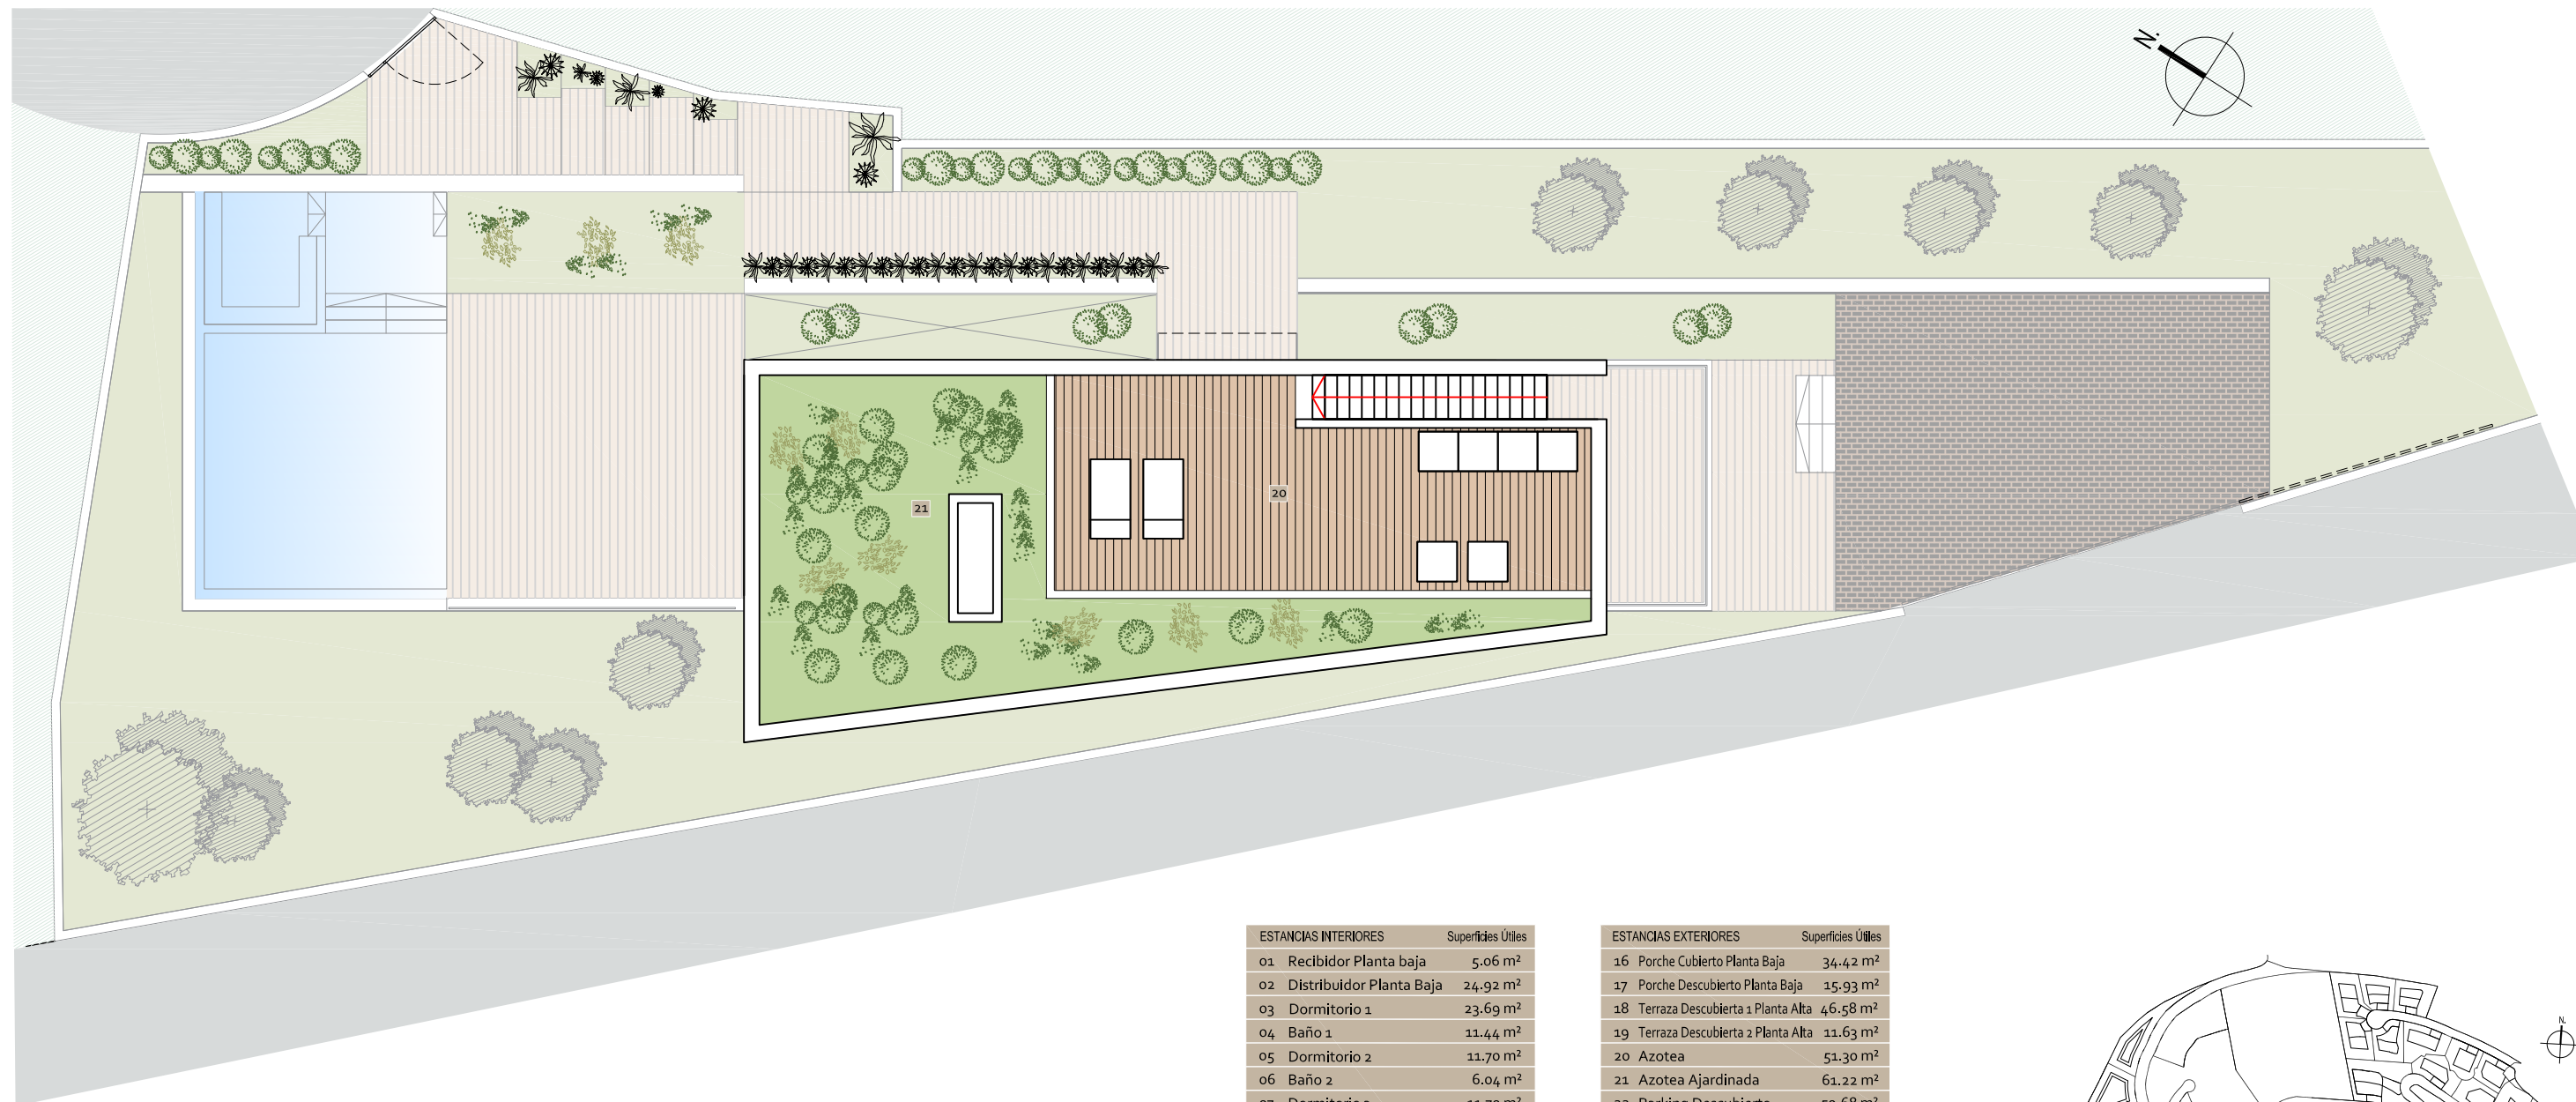 N.
21
20
ESTANCIAS INTERIORES Superficies Útiles
01 Recibidor Planta baja 5.06 m²
02 Distribuidor Planta Baja 24.92 m²
03 Dormitorio 1 23.69 m²
04 Baño 1 11.44 m²
05 Dormitorio 2 11.70 m²
06 Baño 2 6.04 m²
ESTANCIAS EXTERIORES Superficies Útiles
16 Porche Cubierto Planta Baja 34.42 m²
17 Porche Descubierto Planta Baja 15.93 m²
18 Terraza Descubierta 1 Planta Alta 46.58 m²
19 Terraza Descubierta 2 Planta Alta 11.63 m²
20 Azotea 51.30 m²
21 Azotea Ajardinada 61.22 m²
N.